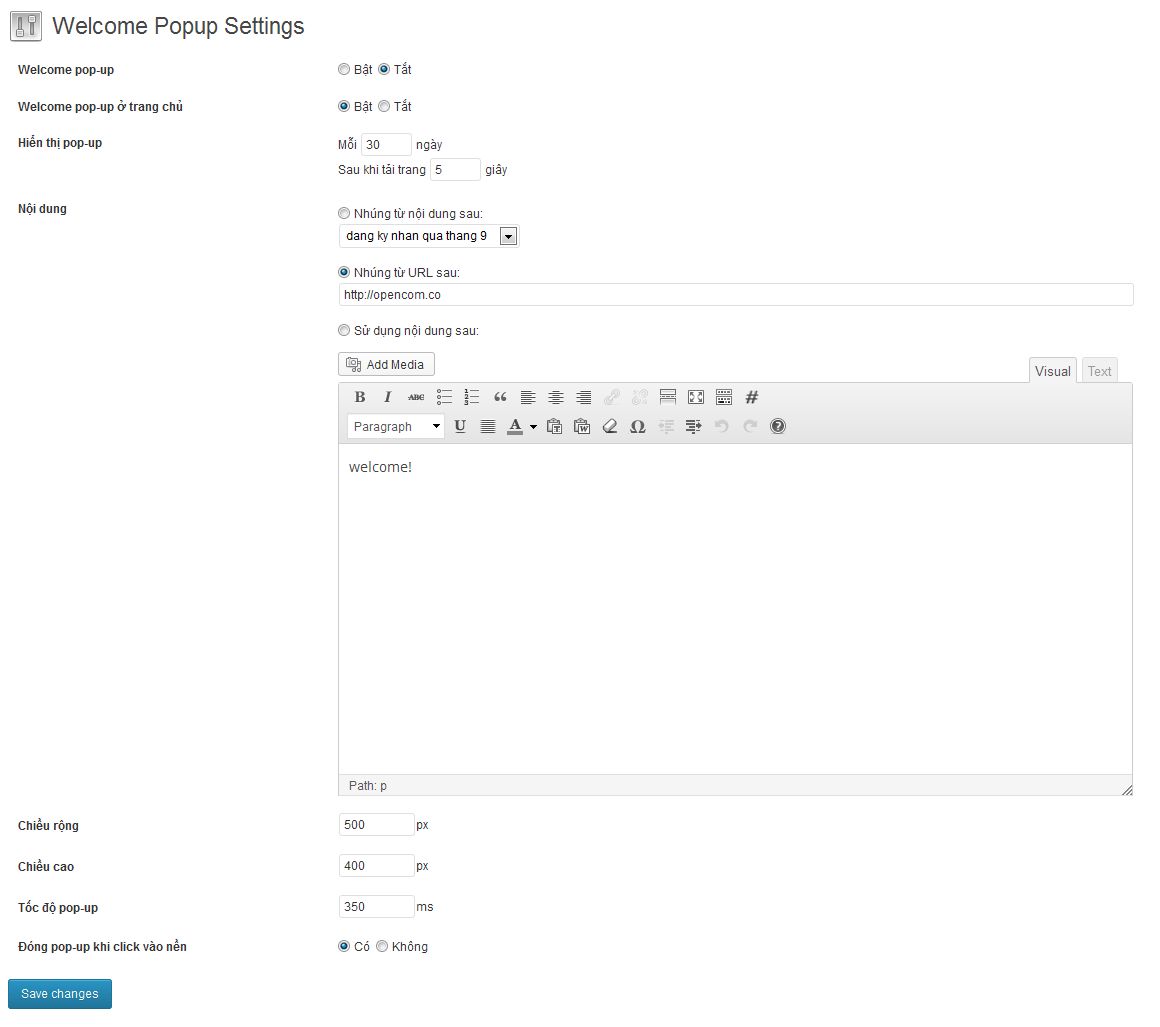 Welcome Popup Settings
Welcome pop-up Bật Tắt
Welcome pop-up ở trang chủ Bật Tắt
Hiển thị pop-up Mỗi 30 ngày
Sau khi tải trang 5 giây
Nội dung
Nhúng từ nội dung sau:
dang ky nhan qua thang 9
Nhúng từ URL sau:
http://opencom.co
Sử dụng nội dung sau:
Add Media Visual Text
B I ABC 1 2 3 “ #
Paragraph U A T W Ω ?
welcome!
Path: p
Chiều rộng 500 px
Chiều cao 400 px
Tốc độ pop-up 350 ms
Đóng pop-up khi click vào nền Có Không
Save changes